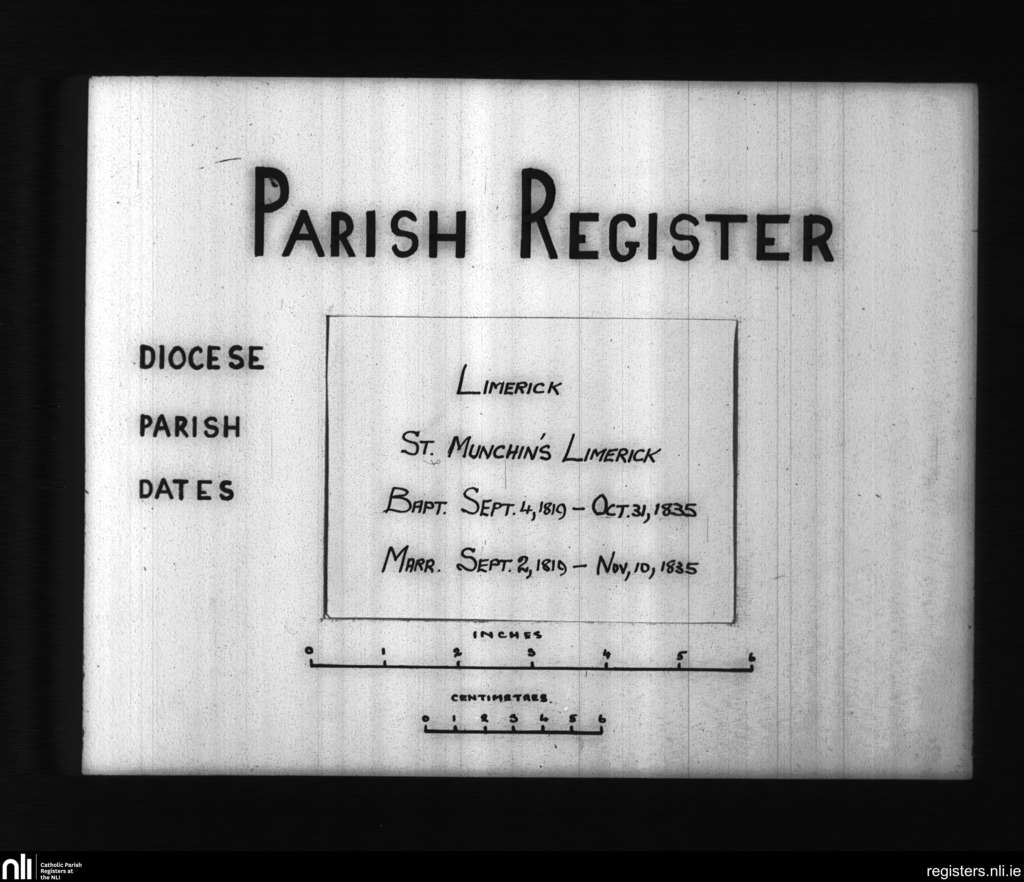 PARISH REGISTER
DIOCESE
LIMERICK
PARISH
ST. MUNCHIN'S LIMERICK
DATES
BAPT. SEPT. 4, 1819 – OCT. 31, 1835
MARR. SEPT. 2, 1819 – NOV, 10, 1835
INCHES
0 1 2 3 4 5 6
CENTIMETRES.
0 1 2 3 4 5 6
nli Catholic Parish
Registers at
the NLI
registers.nli.ie